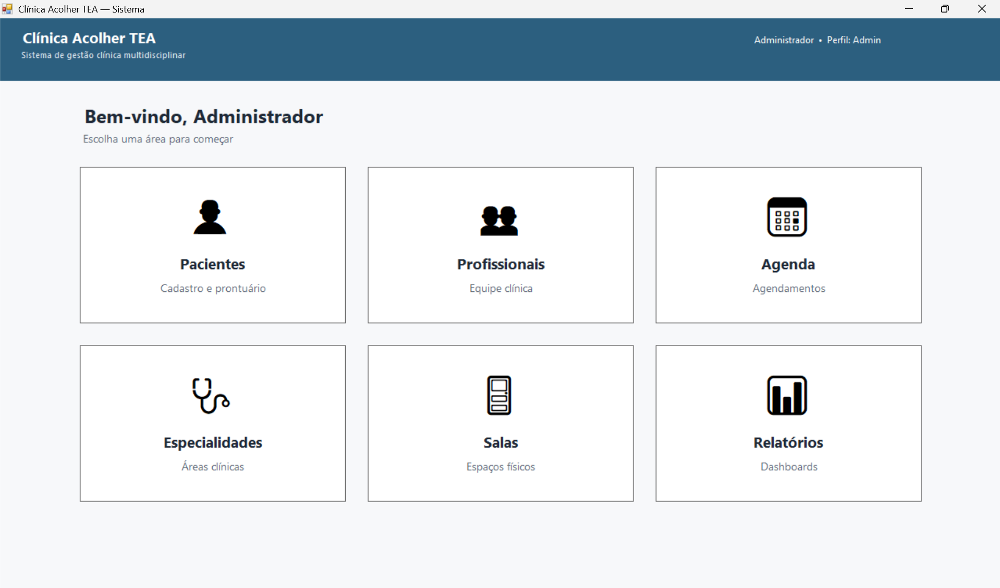 Clínica Acolher TEA — Sistema
Clínica Acolher TEA
Sistema de gestão clínica multidisciplinar
Administrador • Perfil: Admin
Bem-vindo, Administrador
Escolha uma área para começar
Pacientes
Cadastro e prontuário
Profissionais
Equipe clínica
Agenda
Agendamentos
Especialidades
Áreas clínicas
Salas
Espaços físicos
Relatórios
Dashboards